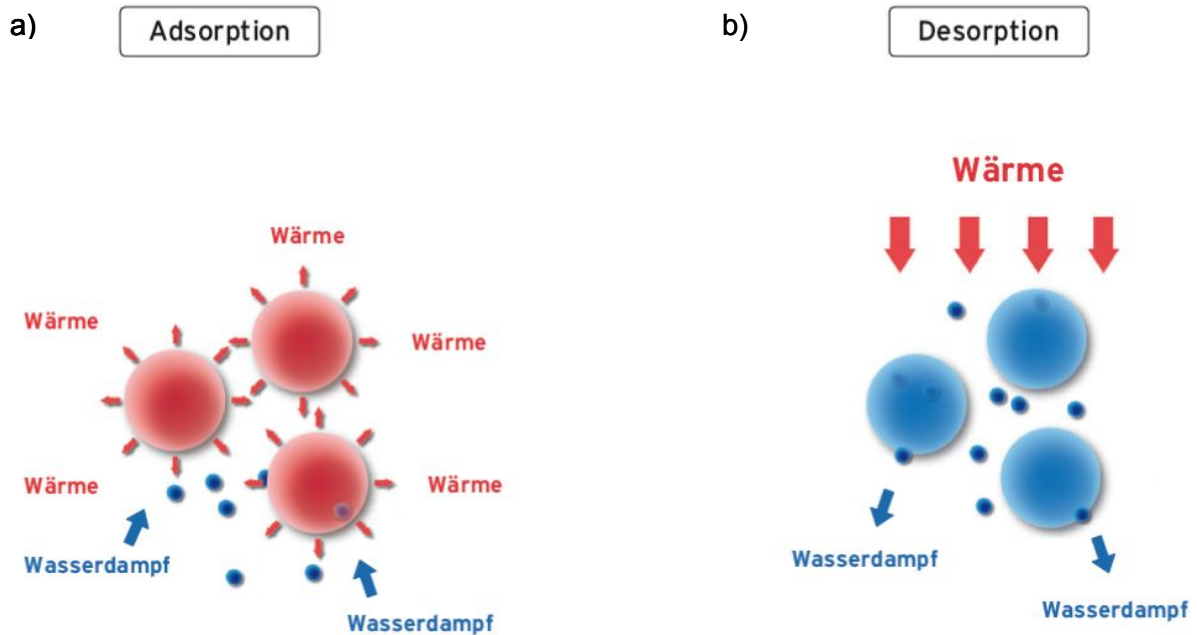 a)
Adsorption
Wärme
Wärme
Wärme
Wärme
Wärme
Wasserdampf
Wasserdampf
b)
Desorption
Wärme
Wasserdampf
Wasserdampf